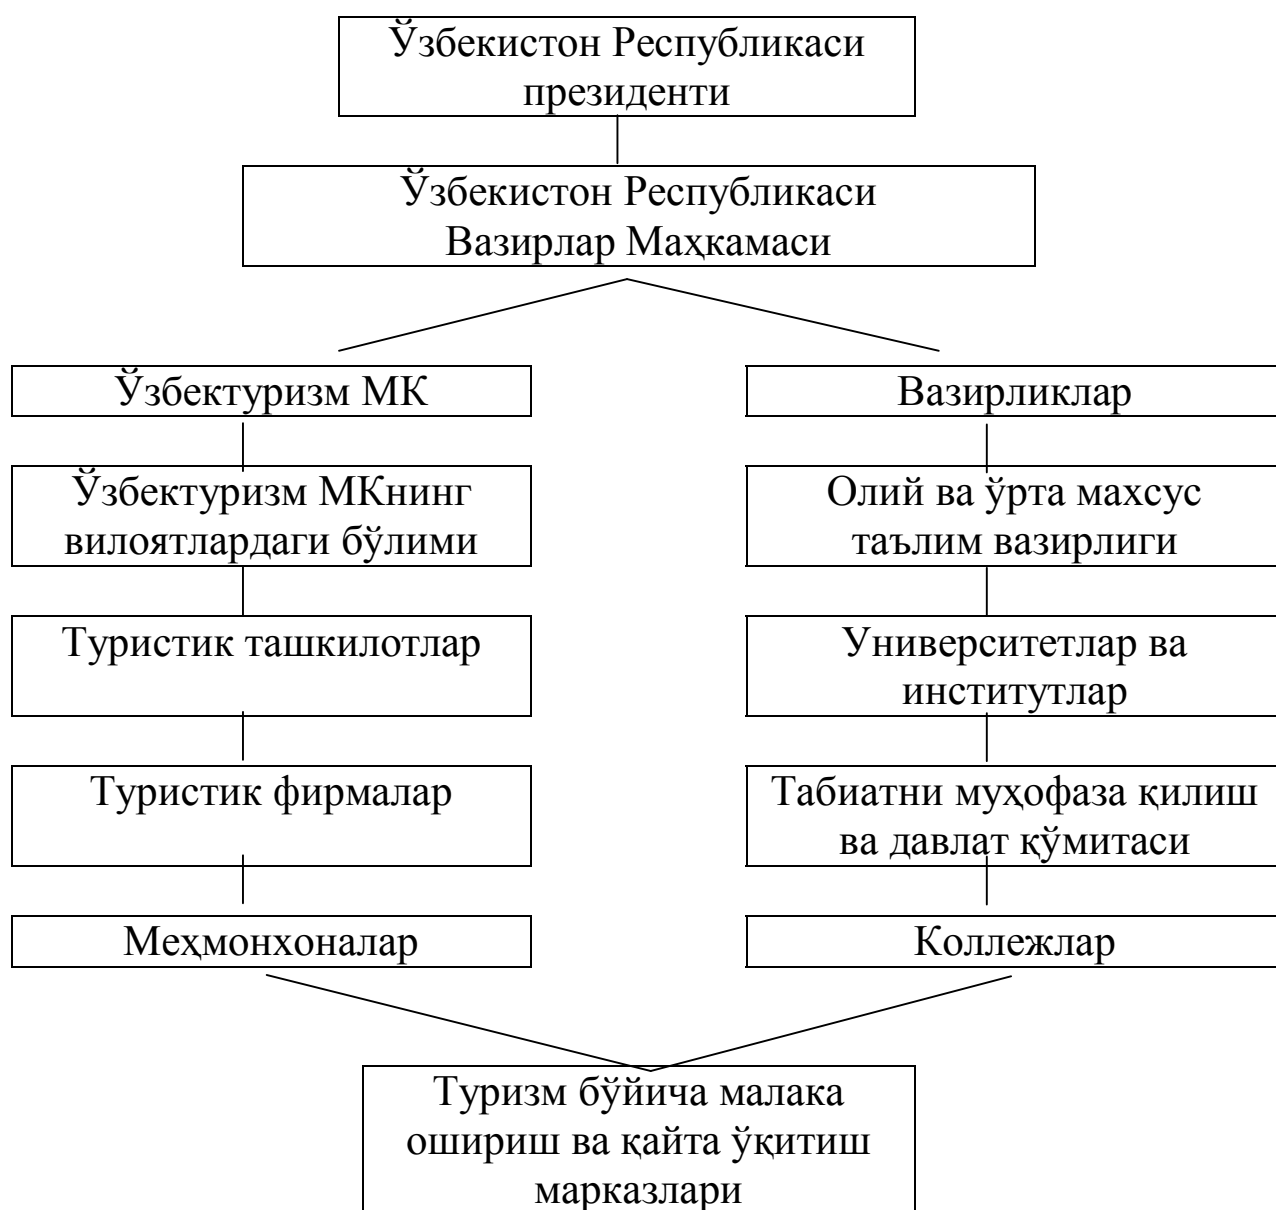 Ўзбекистон Республикаси
президенти
Ўзбекистон Республикаси
Вазирлар Маҳкамаси
Ўзбектуризм МК
Вазирликлар
Ўзбектуризм МКнинг
вилоятлардаги бўлими
Олий ва ўрта махсус
таълим вазирлиги
Туристик ташкилотлар
Университетлар ва
институтлар
Туристик фирмалар
Табиатни муҳофаза қилиш
ва давлат қўмитаси
Меҳмонхоналар
Коллежлар
Туризм бўйича малака
ошириш ва қайта ўқитиш
марказлари